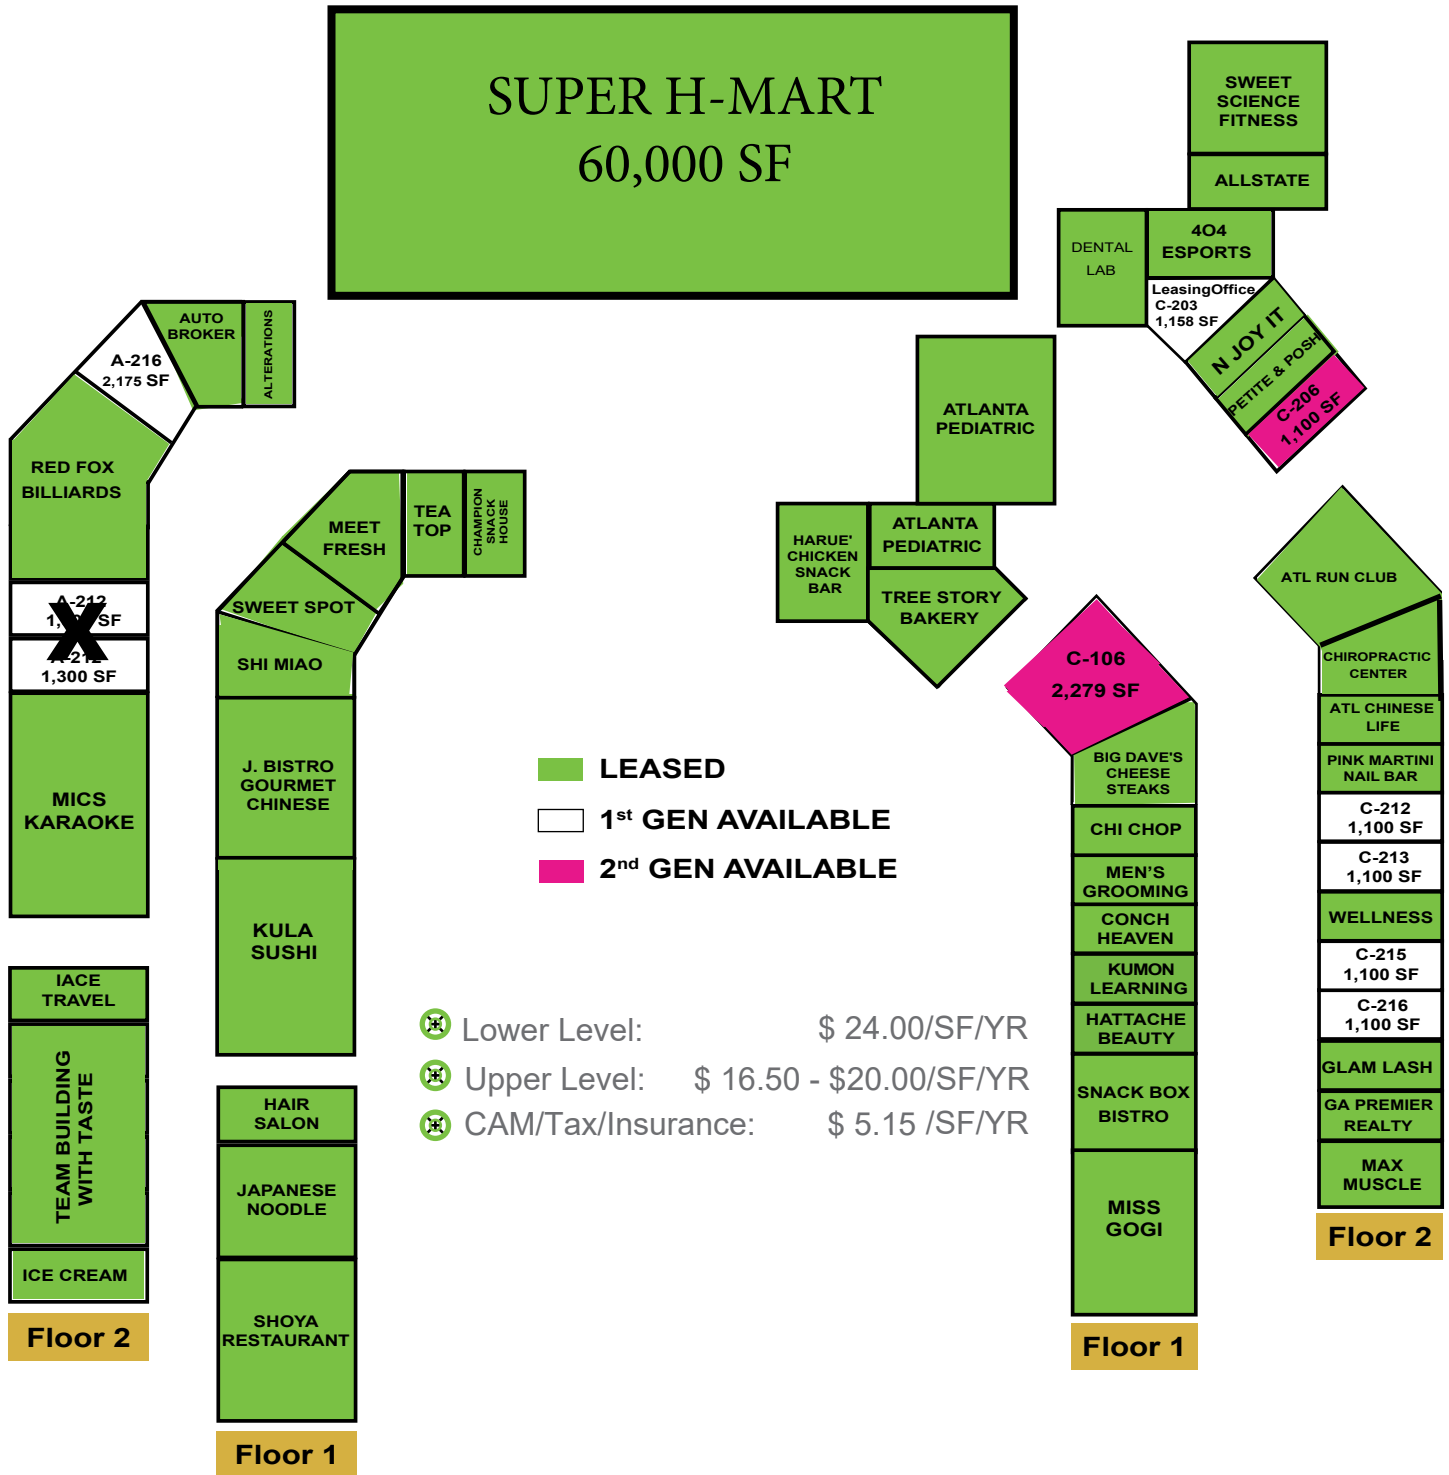 SUPER H-MART
60,000 SF
SWEET
SCIENCE
FITNESS
ALLSTATE
DENTAL
LAB
4O4
ESPORTS
LeasingOffice
C-203
1,158 SF
N JOY IT
PETITE & POSH
C-206
1,100 SF
AUTO
BROKER
ALTERATIONS
A-216
2,175 SF
RED FOX
BILLIARDS
A-212
SF
1,300 SF
MICS
KARAOKE
IACE
TRAVEL
TEAM BUILDING
WITH TASTE
ICE CREAM
Floor 2
MEET
FRESH
TEA
TOP
CHAMPION
SNACK
HOUSE
SWEET SPOT
SHI MIAO
J. BISTRO
GOURMET
CHINESE
KULA
SUSHI
HAIR
SALON
JAPANESE
NOODLE
SHOYA
RESTAURANT
Floor 1
LEASED
1st GEN AVAILABLE
2nd GEN AVAILABLE
Lower Level: $ 24.00/SF/YR
Upper Level: $ 16.50 - $20.00/SF/YR
CAM/Tax/Insurance: $ 5.15 /SF/YR
ATLANTA
PEDIATRIC
HARUE'
CHICKEN
SNACK
BAR
ATLANTA
PEDIATRIC
TREE STORY
BAKERY
C-106
2,279 SF
BIG DAVE'S
CHEESE
STEAKS
CHI CHOP
MEN'S
GROOMING
CONCH
HEAVEN
KUMON
LEARNING
HATTACHE
BEAUTY
SNACK BOX
BISTRO
MISS
GOGI
Floor 1
ATL RUN CLUB
CHIROPRACTIC
CENTER
ATL CHINESE
LIFE
PINK MARTINI
NAIL BAR
C-212
1,100 SF
C-213
1,100 SF
WELLNESS
C-215
1,100 SF
C-216
1,100 SF
GLAM LASH
GA PREMIER
REALTY
MAX
MUSCLE
Floor 2